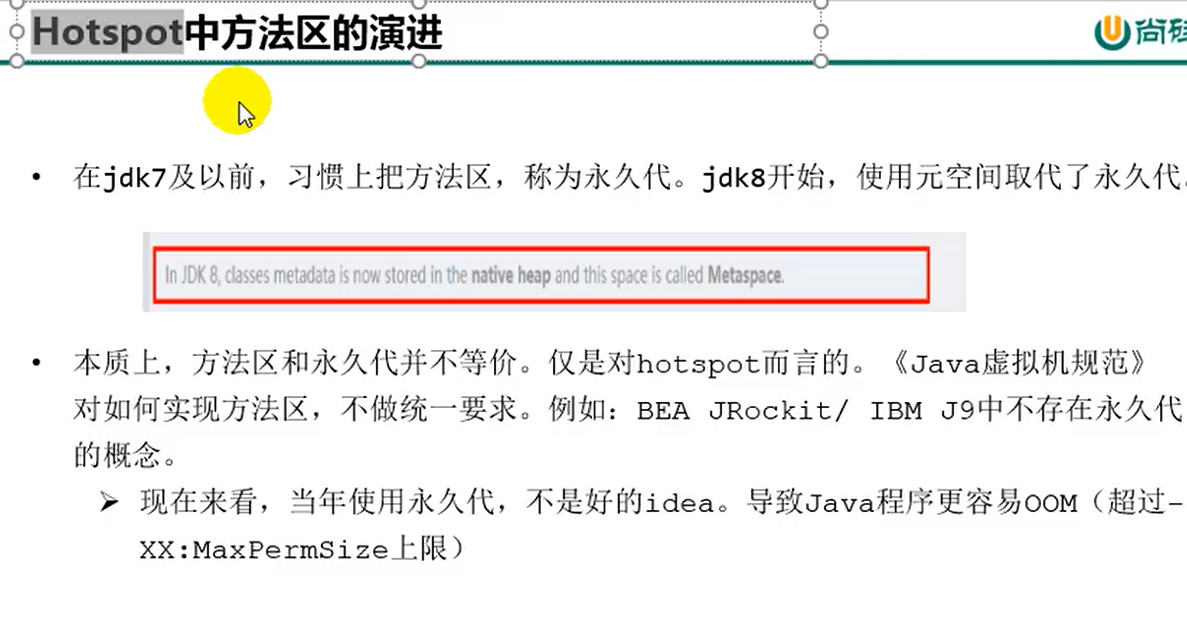 Hotspot中方法区的演进
尚
• 在jdk7及以前，习惯上把方法区，称为永久代。jdk8开始，使用元空间取代了永久代。
In JDK 8, classes metadata is now stored in the native heap and this space is called Metaspace.
• 本质上，方法区和永久代并不等价。仅是对hotspot而言的。《Java虚拟机规范》
对如何实现方法区，不做统一要求。例如：BEA JRockit/ IBM J9中不存在永久代
的概念。
➢ 现在来看，当年使用永久代，不是好的idea。导致Java程序更容易OOM（超过-
XX:MaxPermSize上限）